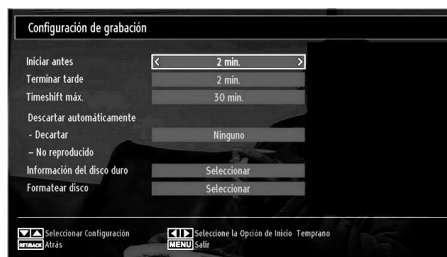 Configuración de grabación
Iniciar antes < 2 min. >
Terminar tarde 2 min.
Timeshift máx. 30 min.
Descartar automáticamente
- Decartar Ninguno
– No reproducido
Información del disco duro Seleccionar
Formatear disco Seleccionar
Seleccionar Configuración Seleccione la Opción de Inicio Temprano
RET/BACK Atrás MENU Salir